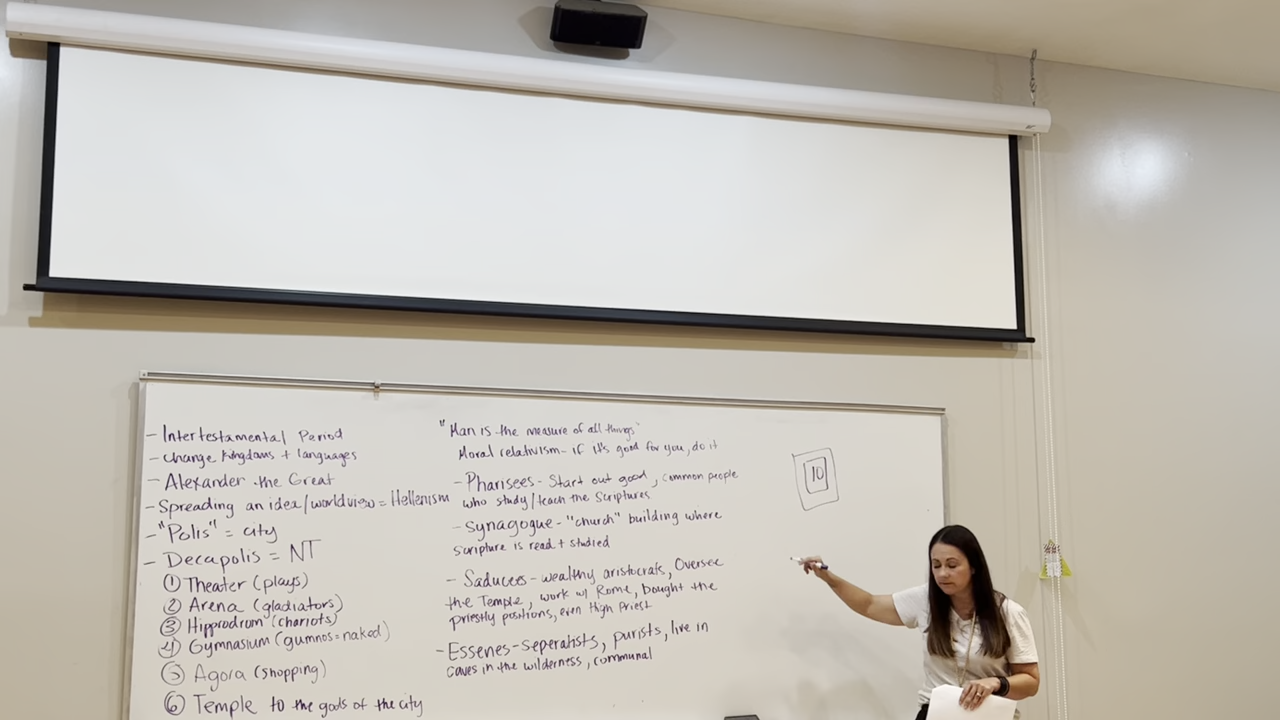 - Intertestamental Period
- Change kingdoms + languages
- Alexander the Great
- Spreading an idea/worldview = Hellenism
- "Polis" = city
- Decapolis = NT
① Theater (plays)
② Arena (gladiators)
③ Hipprodrom (chariots)
④ Gymnasium (gumnos=naked)
⑤ Agora (shopping)
⑥ Temple to the gods of the city
"Man is the measure of all things"
Moral relativism - if it's good for you, do it
- Pharisees - Start out good, common people
who study/teach the Scriptures
- Synagogue - "church" building where
scripture is read + studied
- Saducees - wealthy aristocrats, Oversee
the Temple, work w/ Rome, bought the
priestly positions, even High Priest
- Essenes - seperatists, purists, live in
caves in the wilderness, communal
10